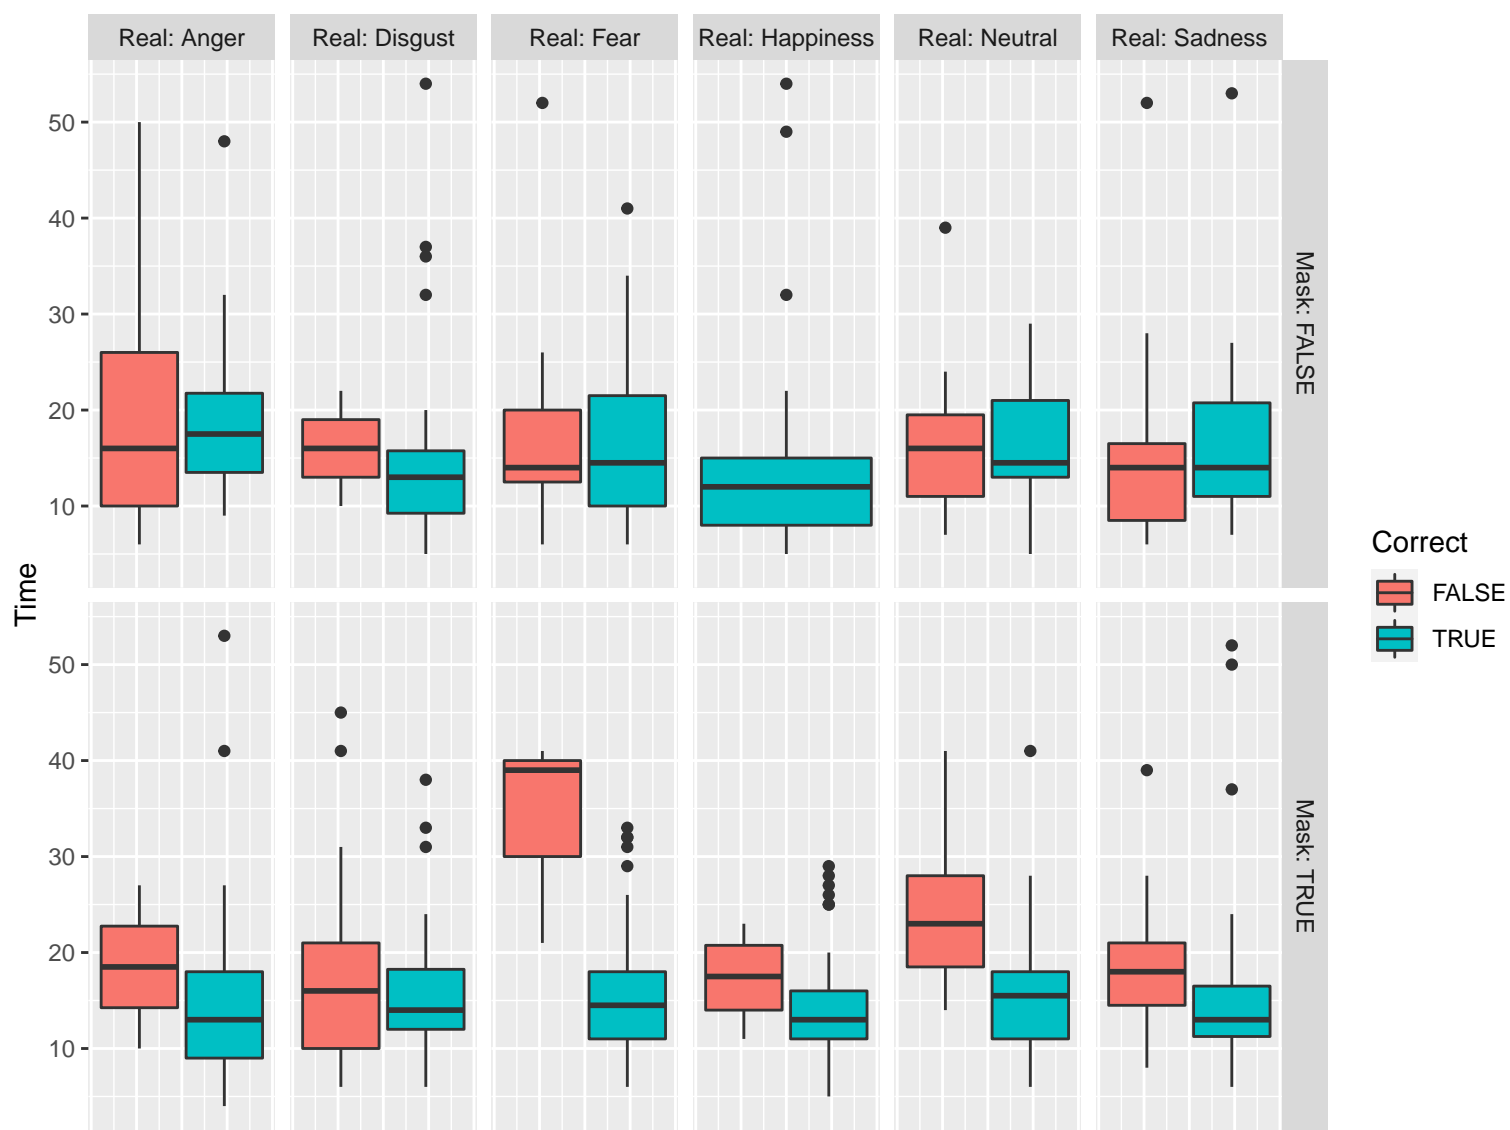 Real: Anger
Real: Disgust
Real: Fear
Real: Happiness
Real: Neutral
Real: Sadness
50
40
30
20
10
Mask: FALSE
Time
50
40
30
20
10
Mask: TRUE
Correct
FALSE
TRUE